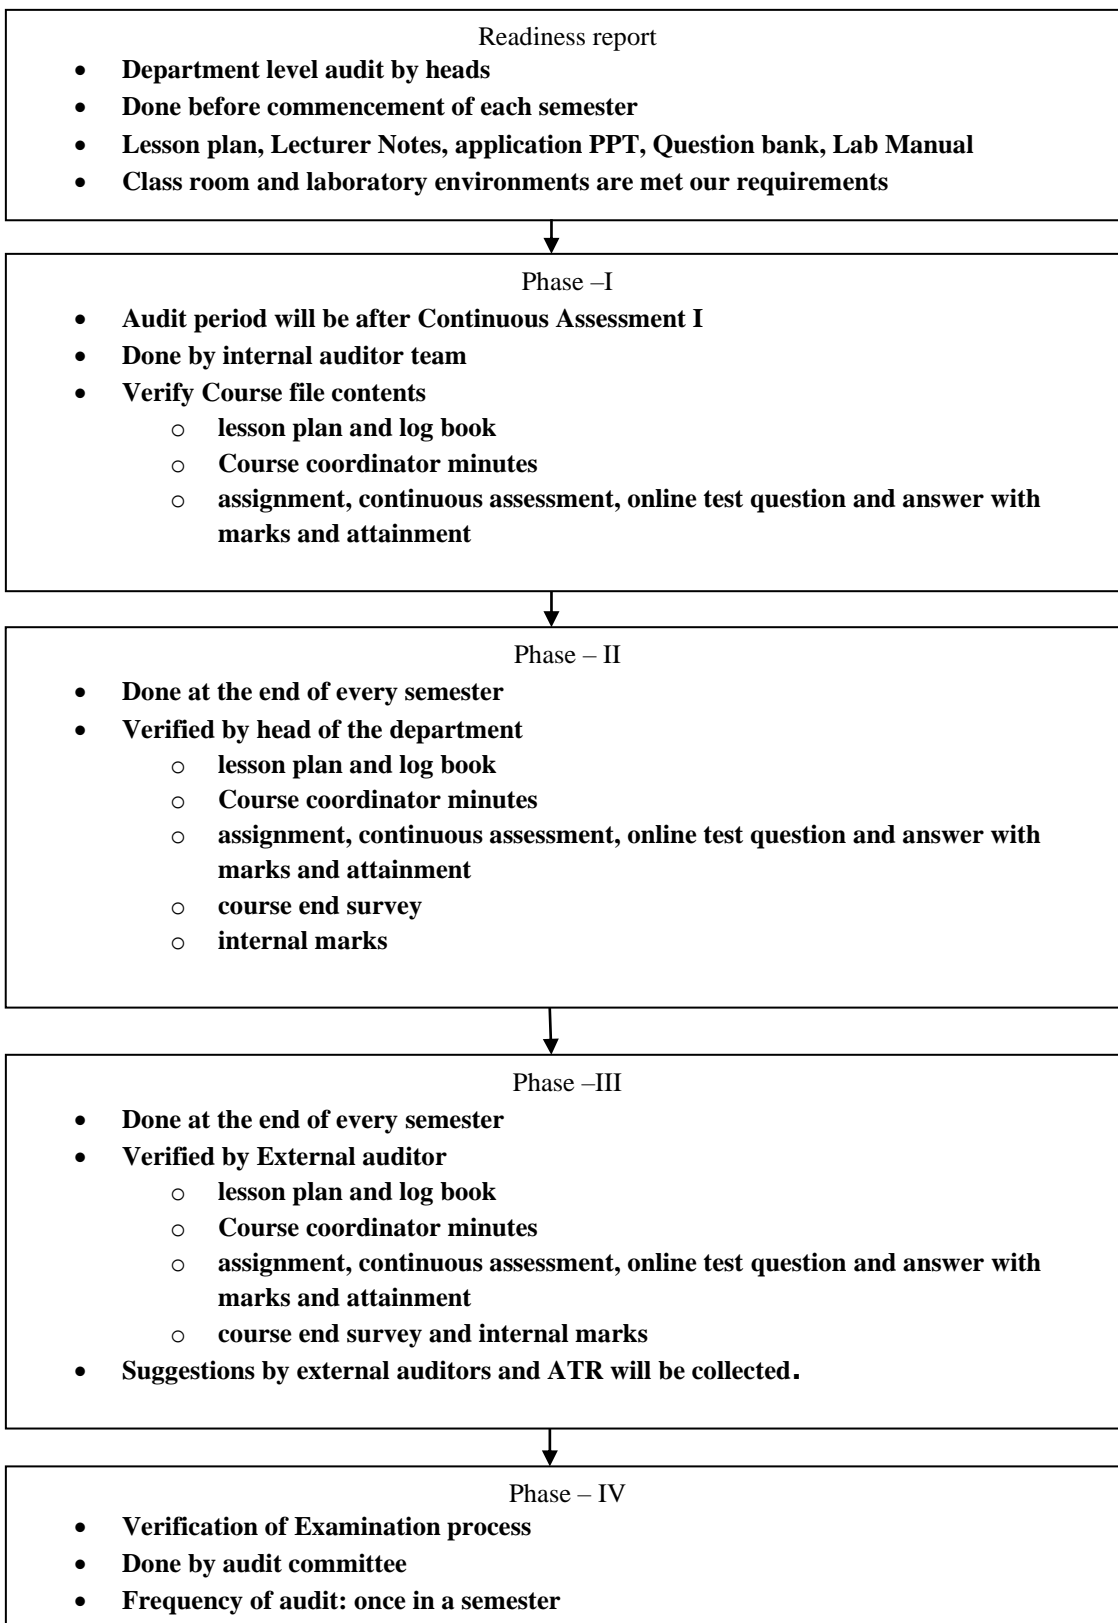 Readiness report
• Department level audit by heads
• Done before commencement of each semester
• Lesson plan, Lecturer Notes, application PPT, Question bank, Lab Manual
• Class room and laboratory environments are met our requirements
Phase –I
• Audit period will be after Continuous Assessment I
• Done by internal auditor team
• Verify Course file contents
o lesson plan and log book
o Course coordinator minutes
o assignment, continuous assessment, online test question and answer with
marks and attainment
Phase – II
• Done at the end of every semester
• Verified by head of the department
o lesson plan and log book
o Course coordinator minutes
o assignment, continuous assessment, online test question and answer with
marks and attainment
o course end survey
o internal marks
Phase –III
• Done at the end of every semester
• Verified by External auditor
o lesson plan and log book
o Course coordinator minutes
o assignment, continuous assessment, online test question and answer with
marks and attainment
o course end survey and internal marks
• Suggestions by external auditors and ATR will be collected.
Phase – IV
• Verification of Examination process
• Done by audit committee
• Frequency of audit: once in a semester